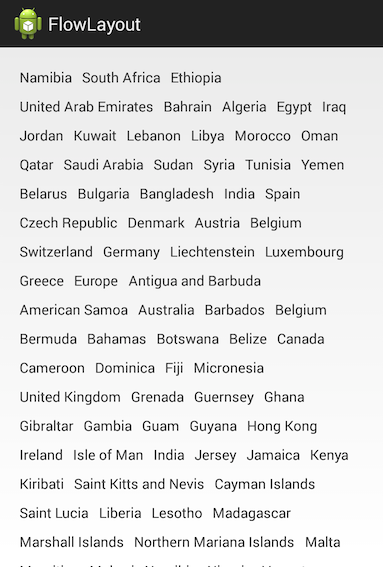 FlowLayout
Namibia South Africa Ethiopia
United Arab Emirates Bahrain Algeria Egypt Iraq
Jordan Kuwait Lebanon Libya Morocco Oman
Qatar Saudi Arabia Sudan Syria Tunisia Yemen
Belarus Bulgaria Bangladesh India Spain
Czech Republic Denmark Austria Belgium
Switzerland Germany Liechtenstein Luxembourg
Greece Europe Antigua and Barbuda
American Samoa Australia Barbados Belgium
Bermuda Bahamas Botswana Belize Canada
Cameroon Dominica Fiji Micronesia
United Kingdom Grenada Guernsey Ghana
Gibraltar Gambia Guam Guyana Hong Kong
Ireland Isle of Man India Jersey Jamaica Kenya
Kiribati Saint Kitts and Nevis Cayman Islands
Saint Lucia Liberia Lesotho Madagascar
Marshall Islands Northern Mariana Islands Malta